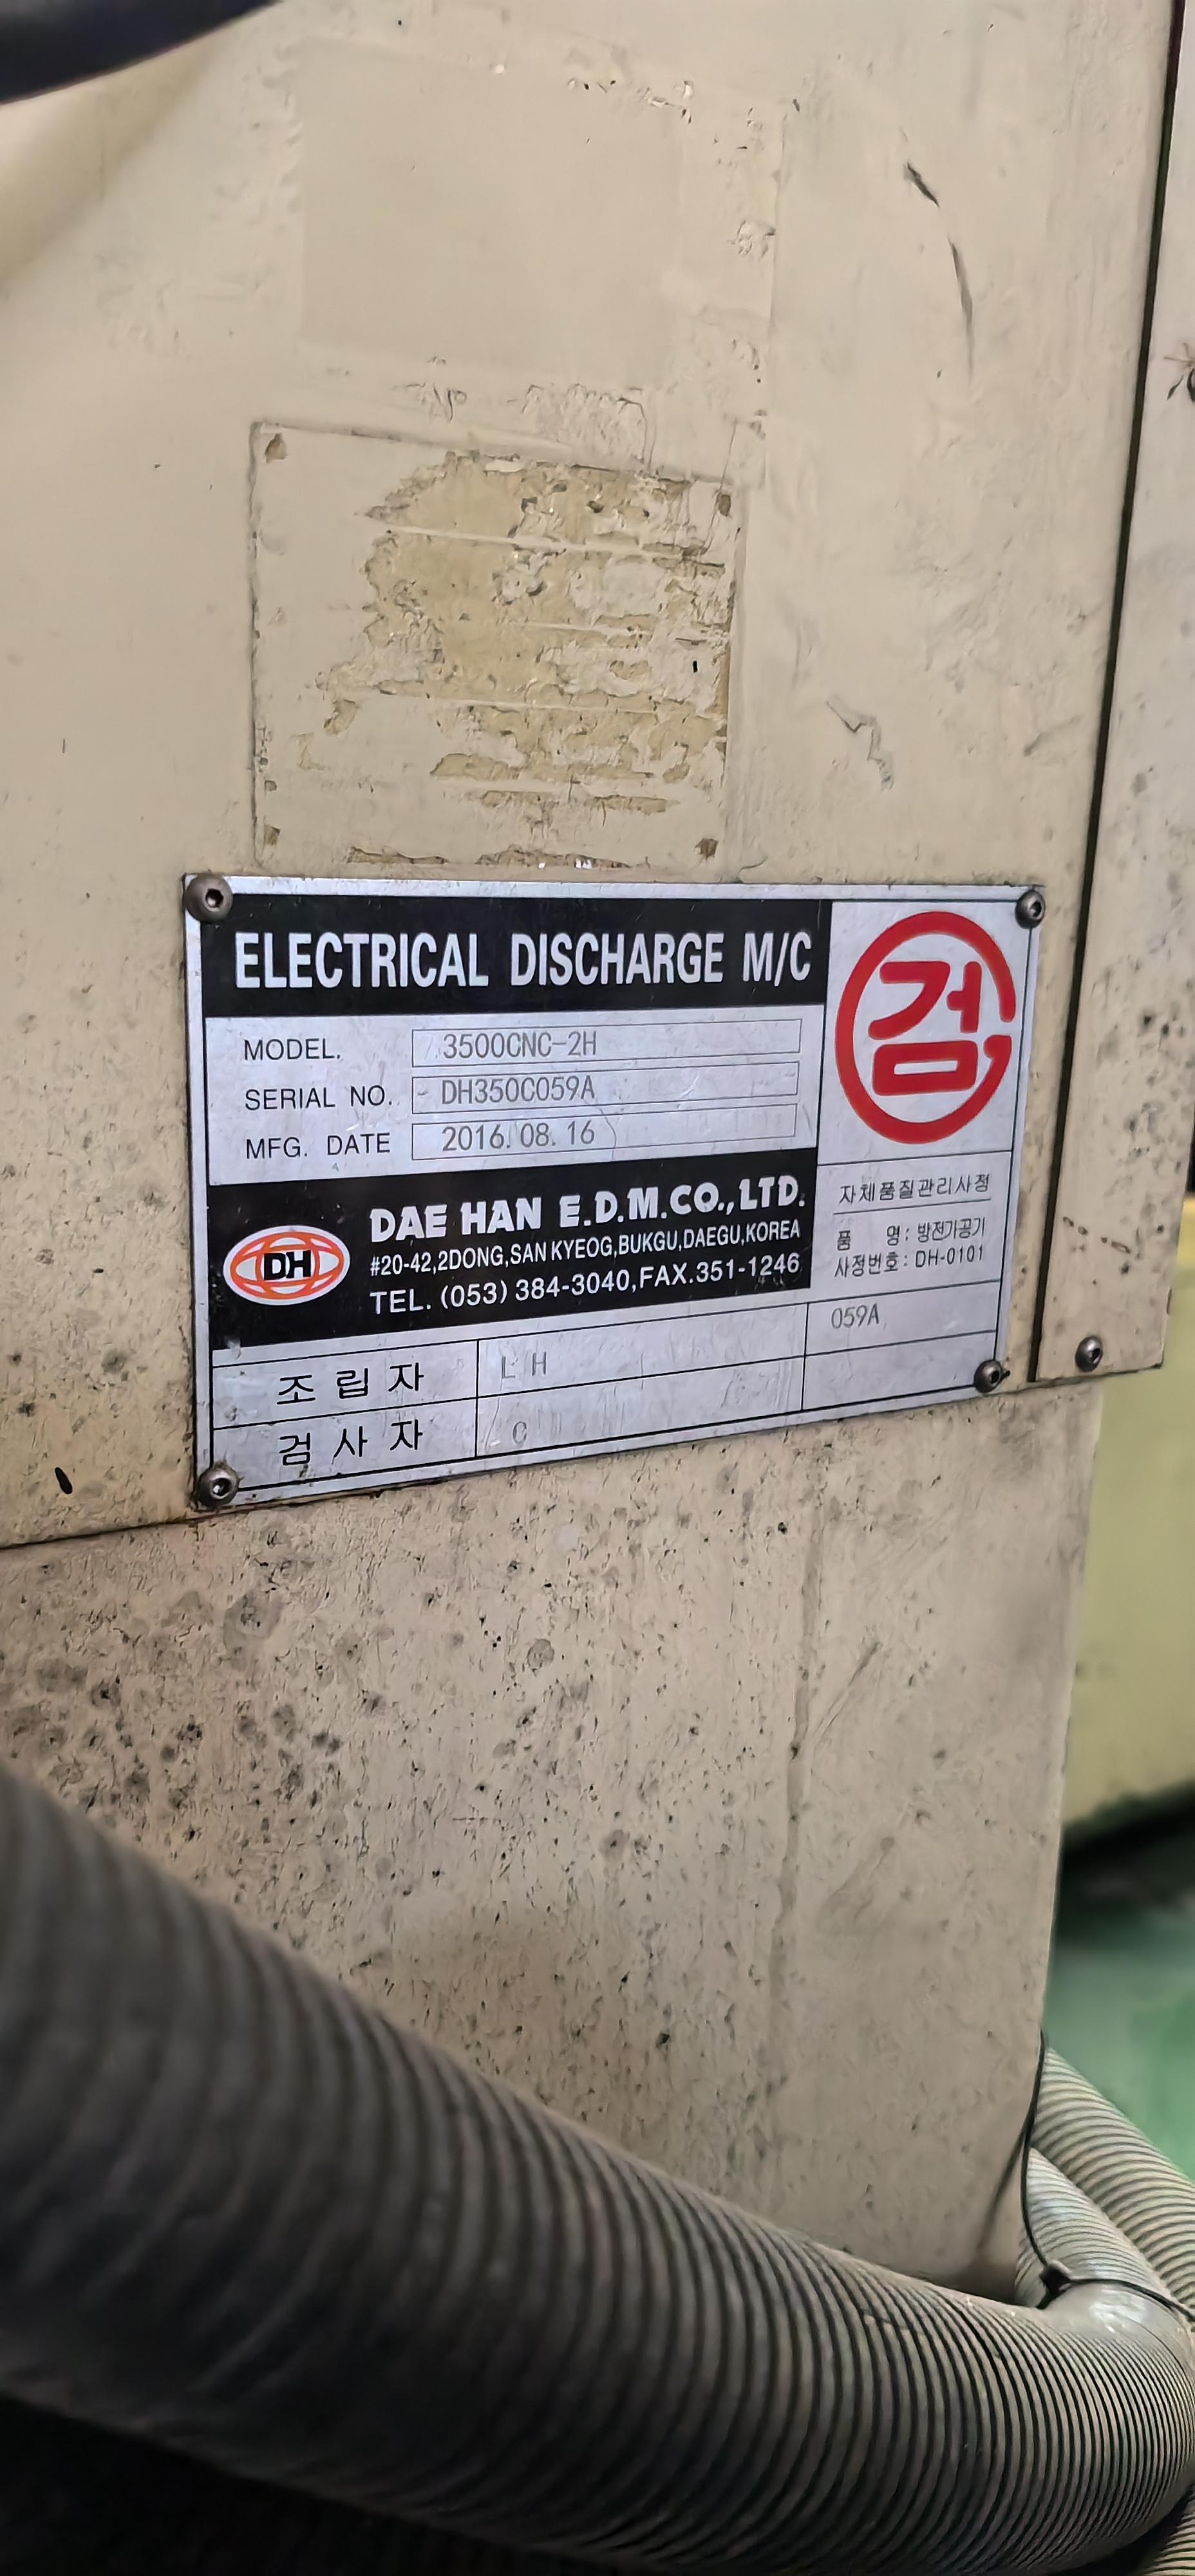 ELECTRICAL DISCHARGE M/C
MODEL. 3500CNC-2H
SERIAL NO. DH350C059A
MFG. DATE 2016.08.16
DH
DAE HAN E.D.M.CO.,LTD.
#20-42,2DONG,SAN KYEOG,BUKGU,DAEGU,KOREA
TEL. (053) 384-3040,FAX.351-1246
검
자체품질관리사정
품 명 : 방전가공기
사정번호 : DH-0101
059A
조 립 자 L H
검 사 자 C